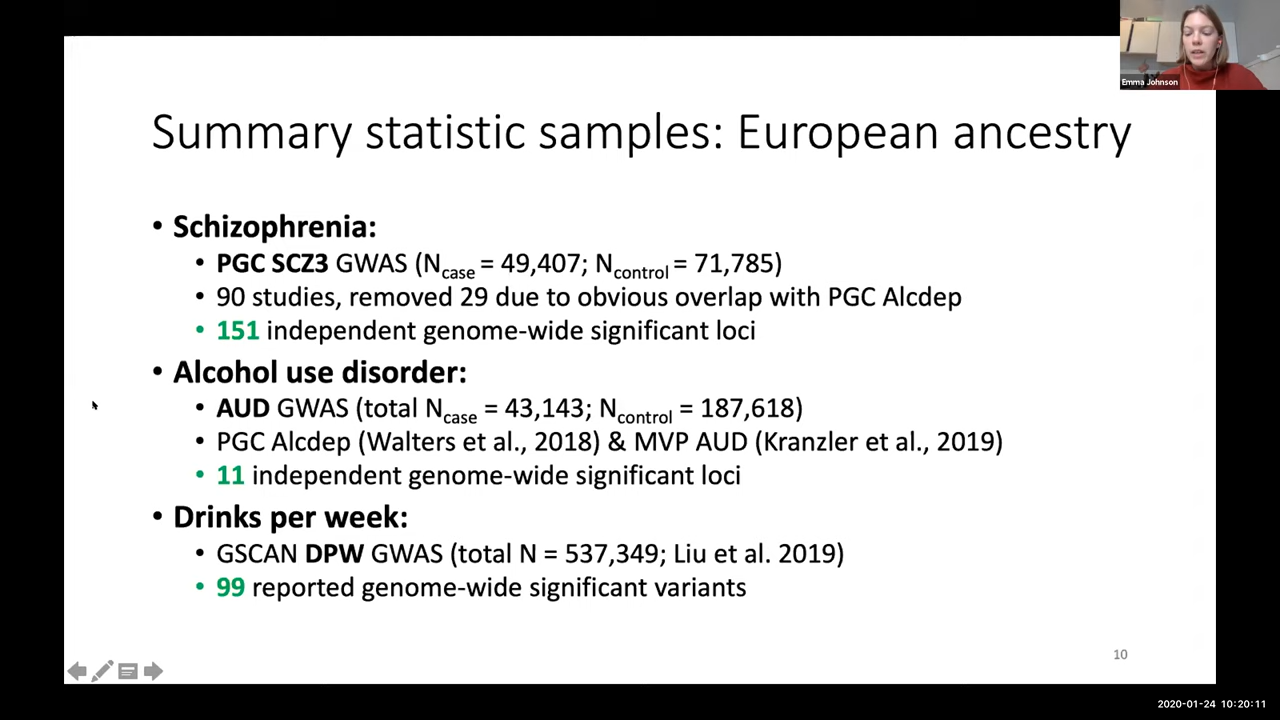 Emma Johnson
Summary statistic samples: European ancestry
• Schizophrenia:
• PGC SCZ3 GWAS (Ncase = 49,407; Ncontrol = 71,785)
• 90 studies, removed 29 due to obvious overlap with PGC Alcdep
• 151 independent genome-wide significant loci
• Alcohol use disorder:
• AUD GWAS (total Ncase = 43,143; Ncontrol = 187,618)
• PGC Alcdep (Walters et al., 2018) & MVP AUD (Kranzler et al., 2019)
• 11 independent genome-wide significant loci
• Drinks per week:
• GSCAN DPW GWAS (total N = 537,349; Liu et al. 2019)
• 99 reported genome-wide significant variants
10
2020-01-24 10:20:11